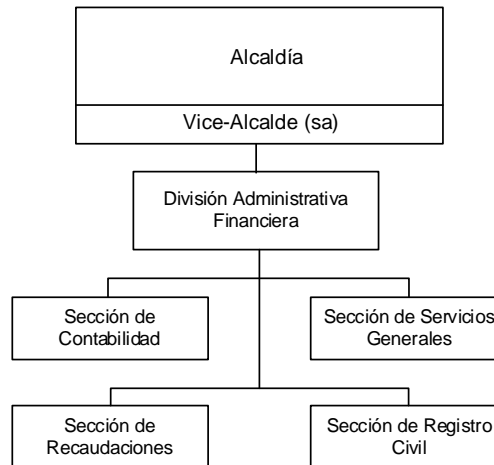 Alcaldía
Vice-Alcalde (sa)
División Administrativa
Financiera
Sección de
Contabilidad
Sección de Servicios
Generales
Sección de
Recaudaciones
Sección de Registro
Civil